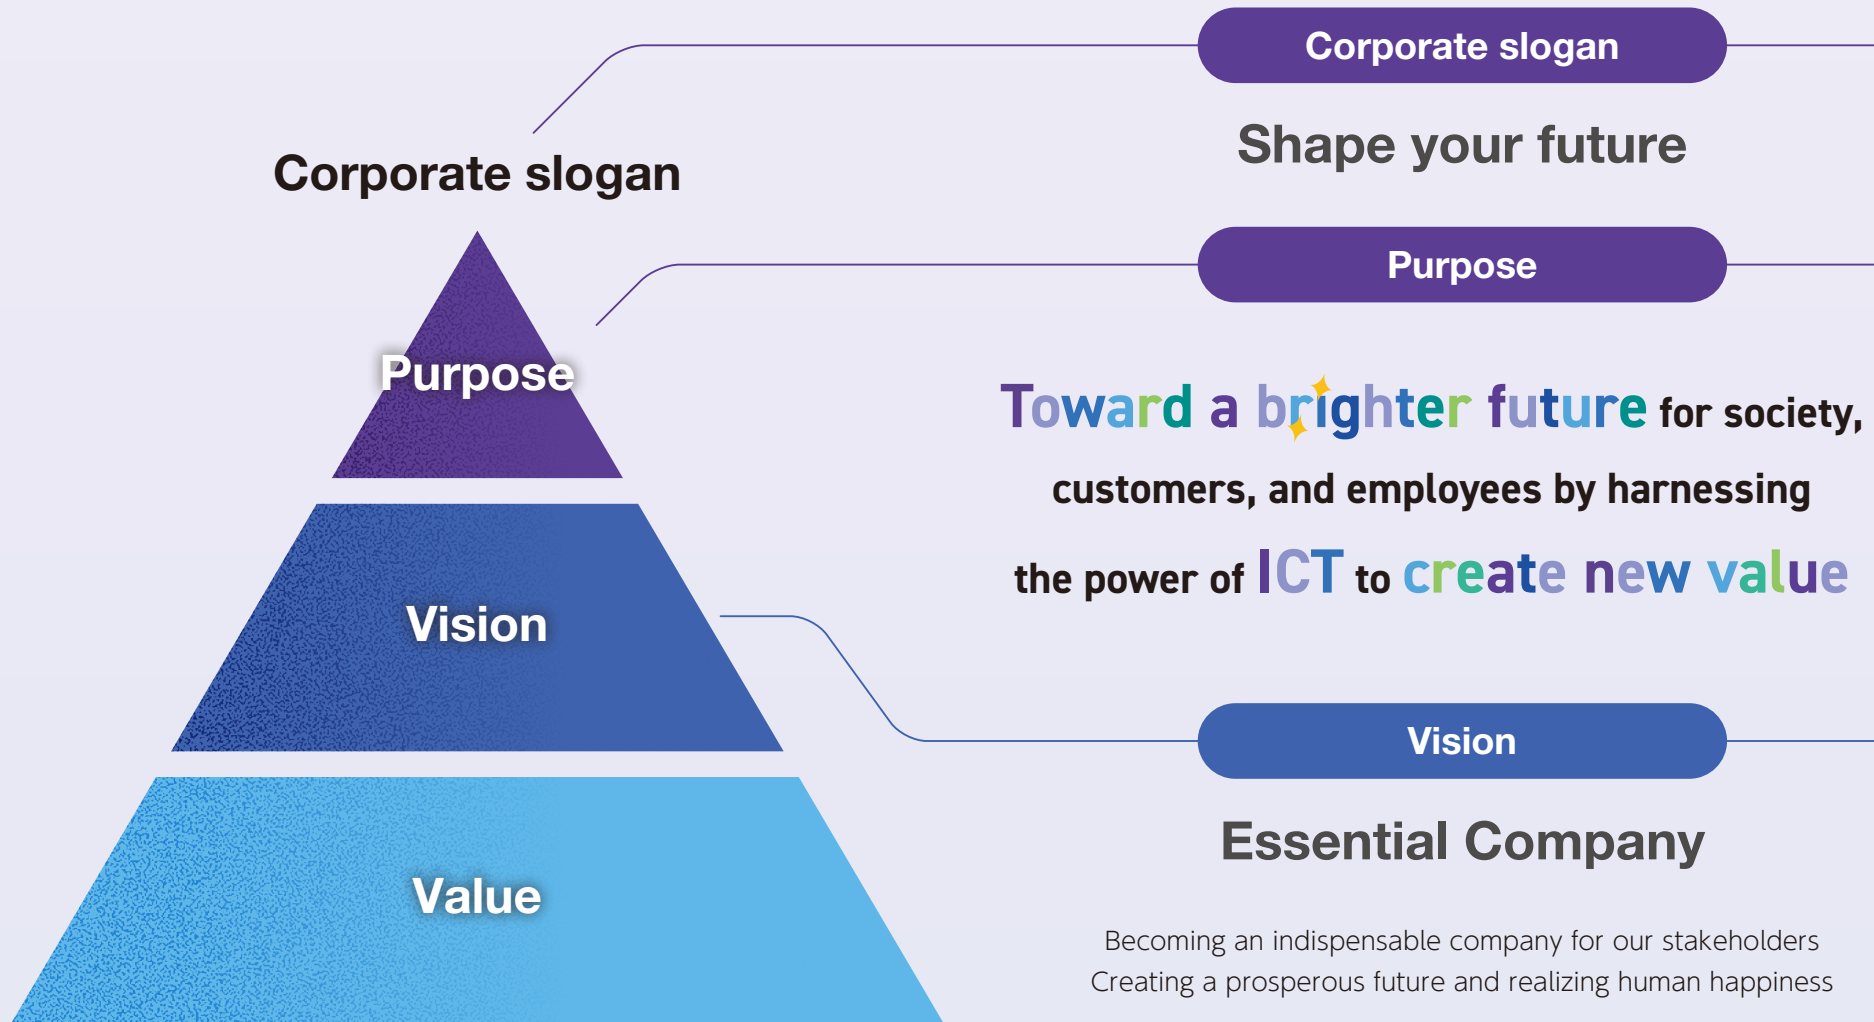 Corporate slogan
Purpose
Vision
Value
Corporate slogan
Shape your future
Purpose
Toward a brighter future for society,
customers, and employees by harnessing
the power of ICT to create new value
Vision
Essential Company
Becoming an indispensable company for our stakeholders
Creating a prosperous future and realizing human happiness